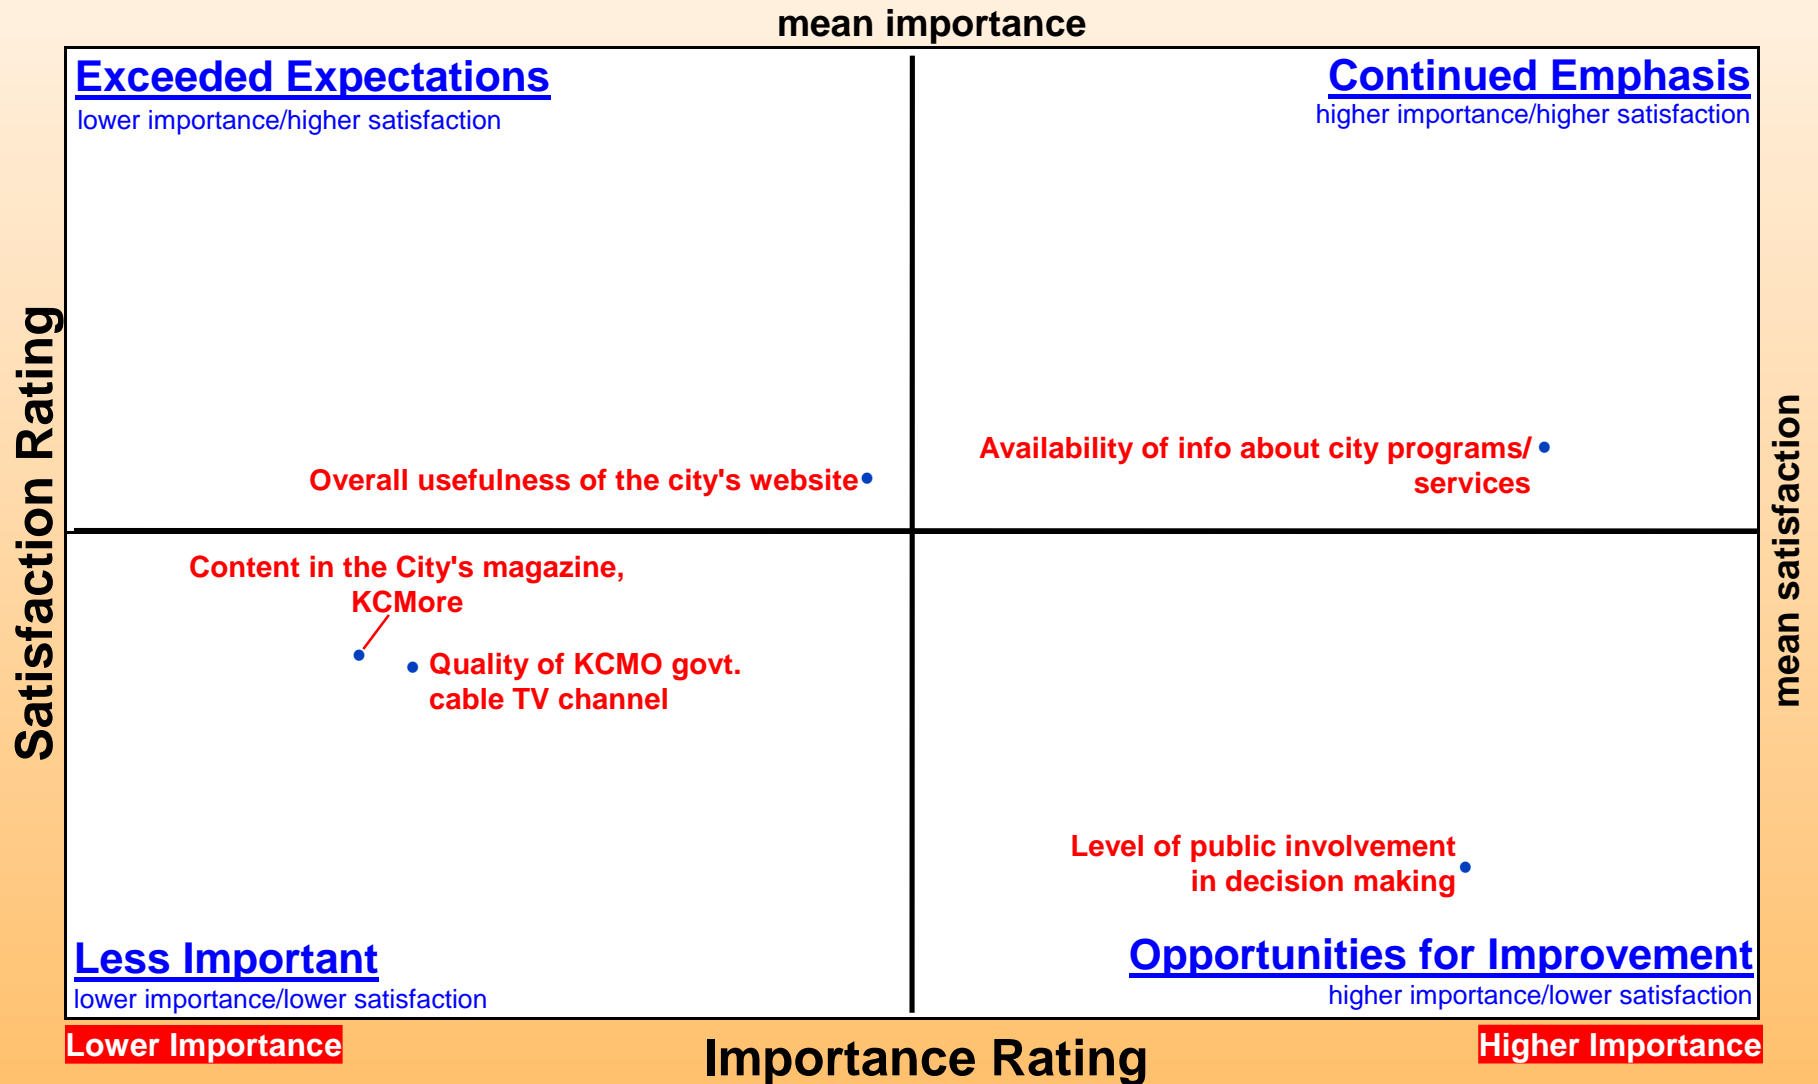 mean importance
Exceeded Expectations
lower importance/higher satisfaction
Continued Emphasis
higher importance/higher satisfaction
Satisfaction Rating
mean satisfaction
Overall usefulness of the city's website
Availability of info about city programs/
services
Content in the City's magazine,
KCMore
Quality of KCMO govt.
cable TV channel
Level of public involvement
in decision making
Less Important
lower importance/lower satisfaction
Opportunities for Improvement
higher importance/lower satisfaction
Lower Importance
Importance Rating
Higher Importance